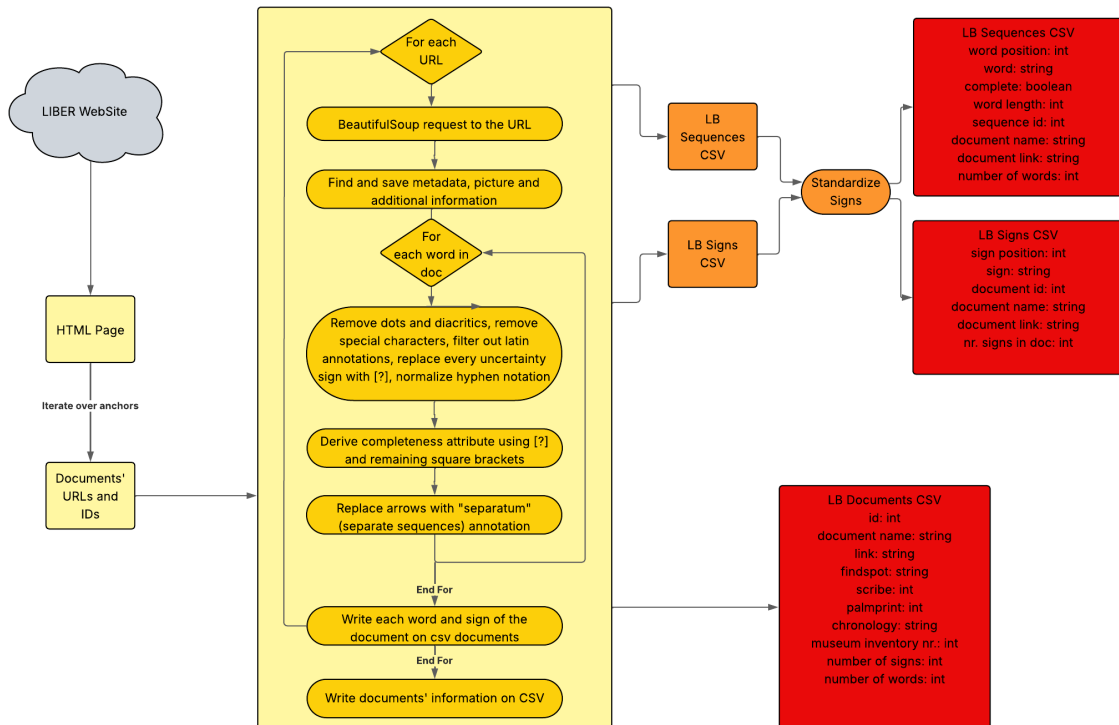 LIBER WebSite
HTML Page
Iterate over anchors
Documents'
URLs and
IDs
For each
URL
BeautifulSoup request to the URL
Find and save metadata, picture and
additional information
For
each word in
doc
Remove dots and diacritics, remove
special characters, filter out latin
annotations, replace every uncertainty
sign with [?], normalize hyphen notation
Derive completeness attribute using [?]
and remaining square brackets
Replace arrows with "separatum"
(separate sequences) annotation
End For
Write each word and sign of the
document on csv documents
End For
Write documents' information on CSV
LB
Sequences
CSV
LB Signs
CSV
Standardize
Signs
LB Sequences CSV
word position: int
word: string
complete: boolean
word length: int
sequence id: int
document name: string
document link: string
number of words: int
LB Signs CSV
sign position: int
sign: string
document id: int
document name: string
document link: string
nr. signs in doc: int
LB Documents CSV
id: int
document name: string
link: string
findspot: string
scribe: int
palmprint: int
chronology: string
museum inventory nr.: int
number of signs: int
number of words: int